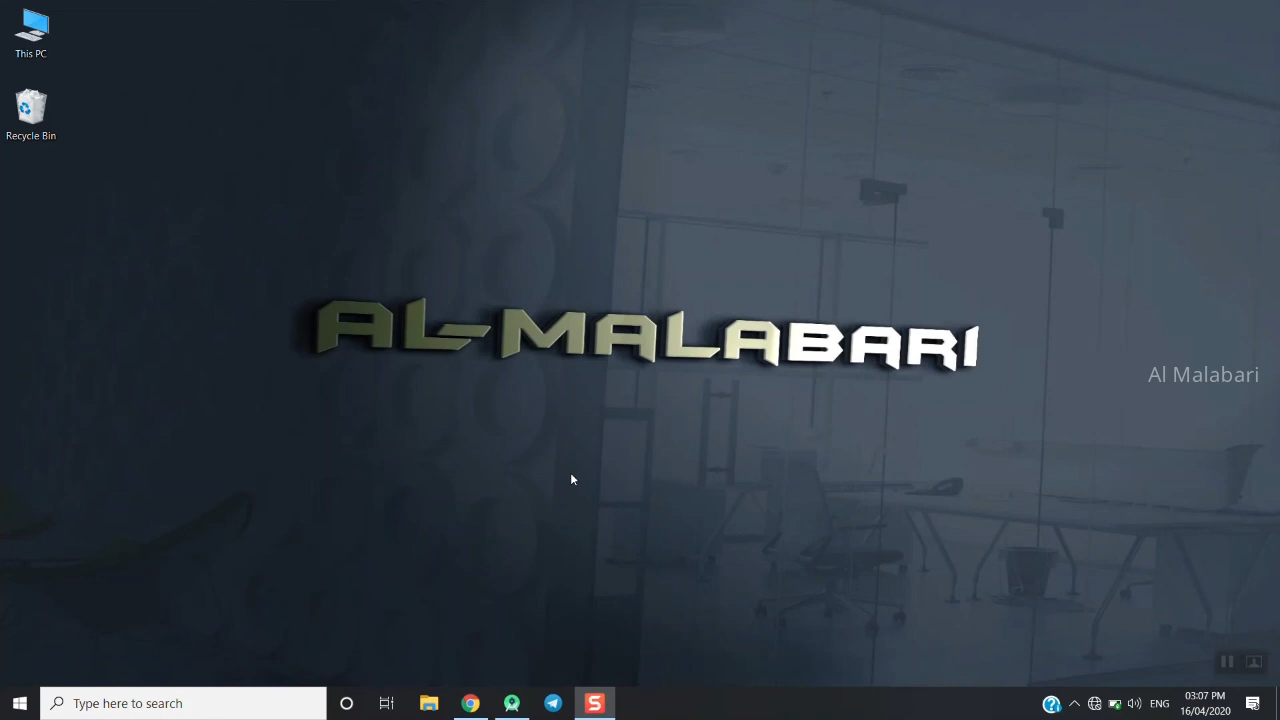 This PC
Recycle Bin
AL-MALABARI
Al Malabari
Type here to search
S
?
ENG
03:07 PM
16/04/2020